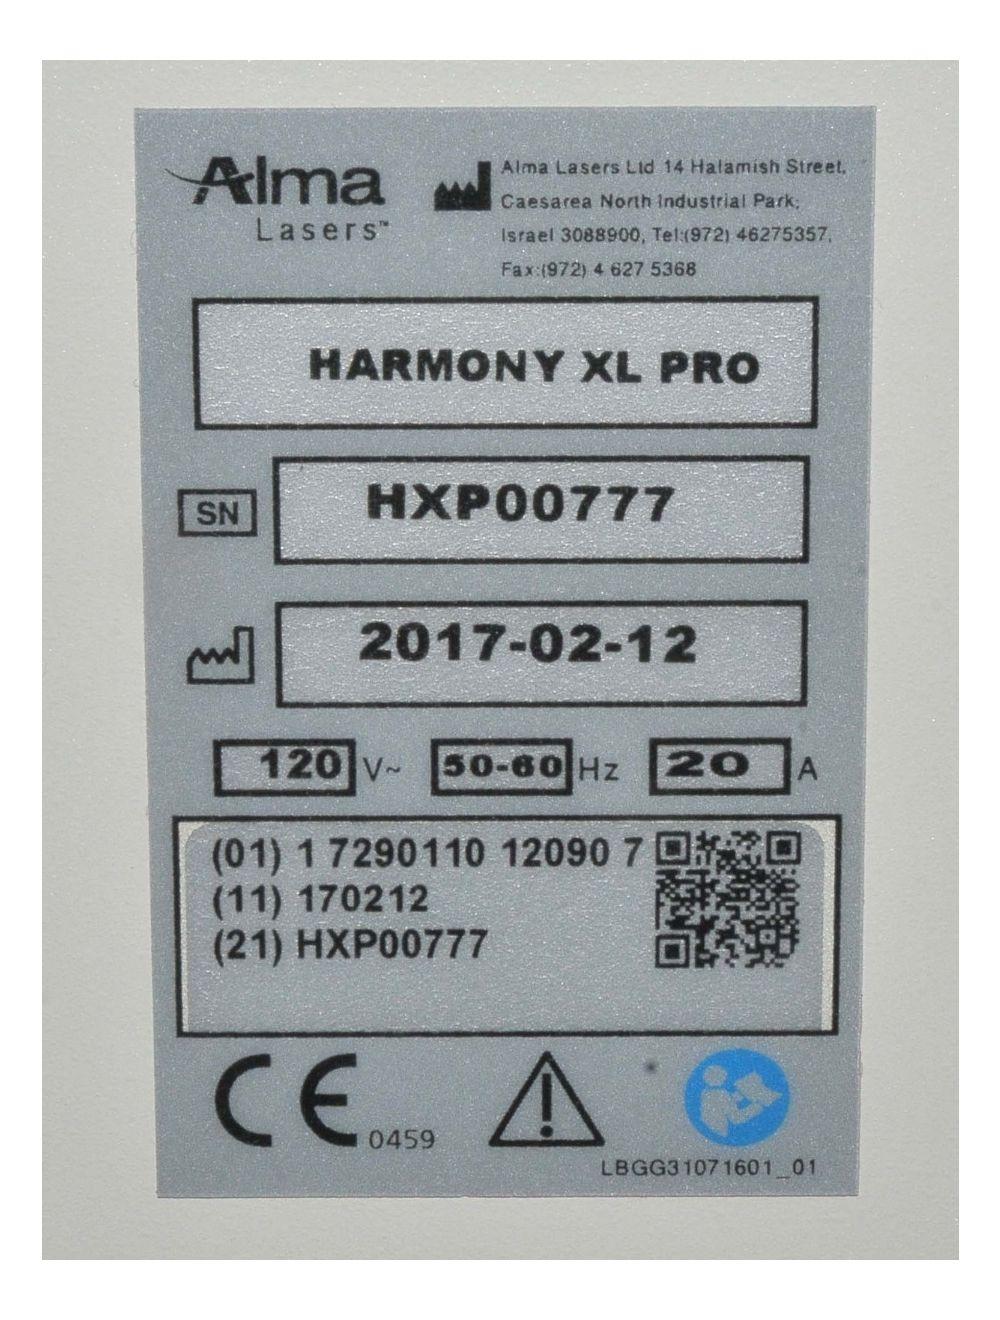 Alma
Lasers™
Alma Lasers Ltd 14 Halamish Street,
Caesarea North Industrial Park,
Israel 3088900, Tel:(972) 46275357,
Fax:(972) 4 627 5368
HARMONY XL PRO
SN HXP00777
2017-02-12
120 V~ 50-60 Hz 20 A
(01) 1 7290110 12090 7
(11) 170212
(21) HXP00777
CE 0459
LBGG31071601_01